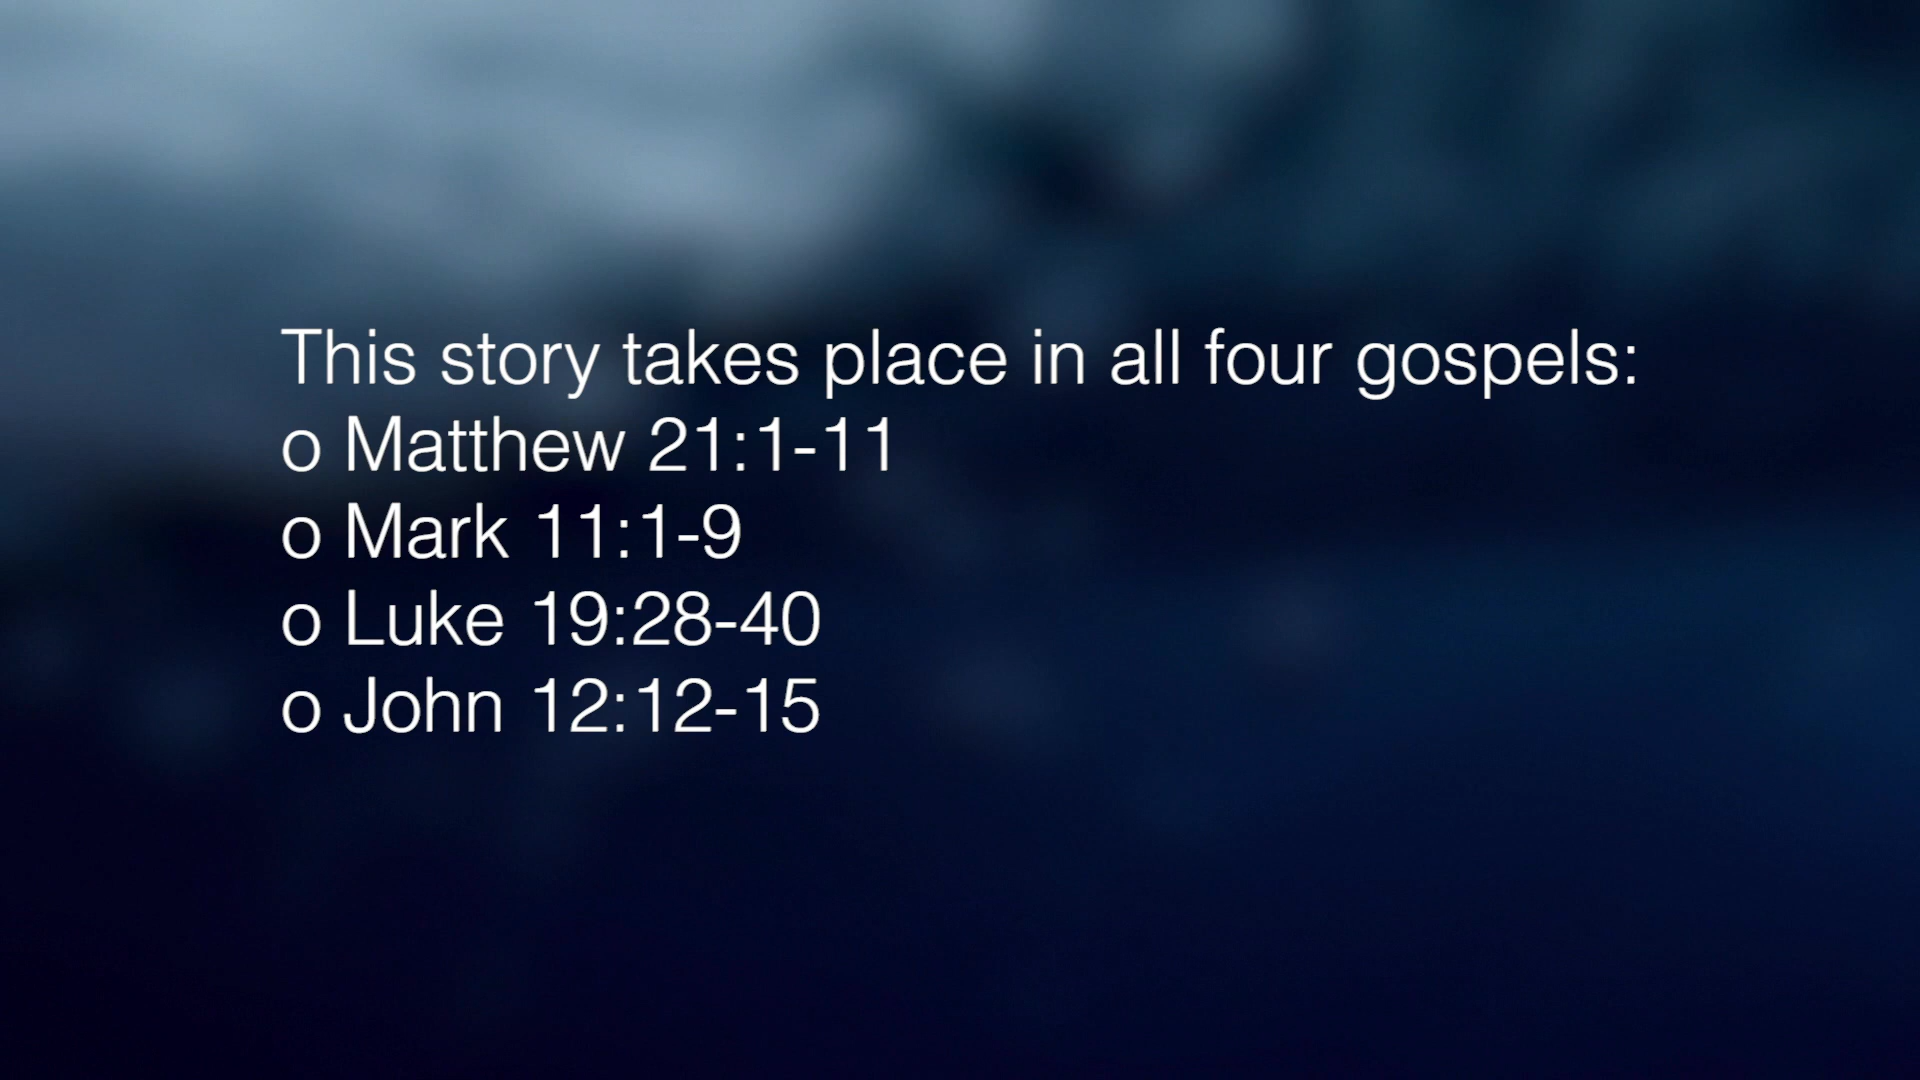 This story takes place in all four gospels:
o Matthew 21:1-11
o Mark 11:1-9
o Luke 19:28-40
o John 12:12-15